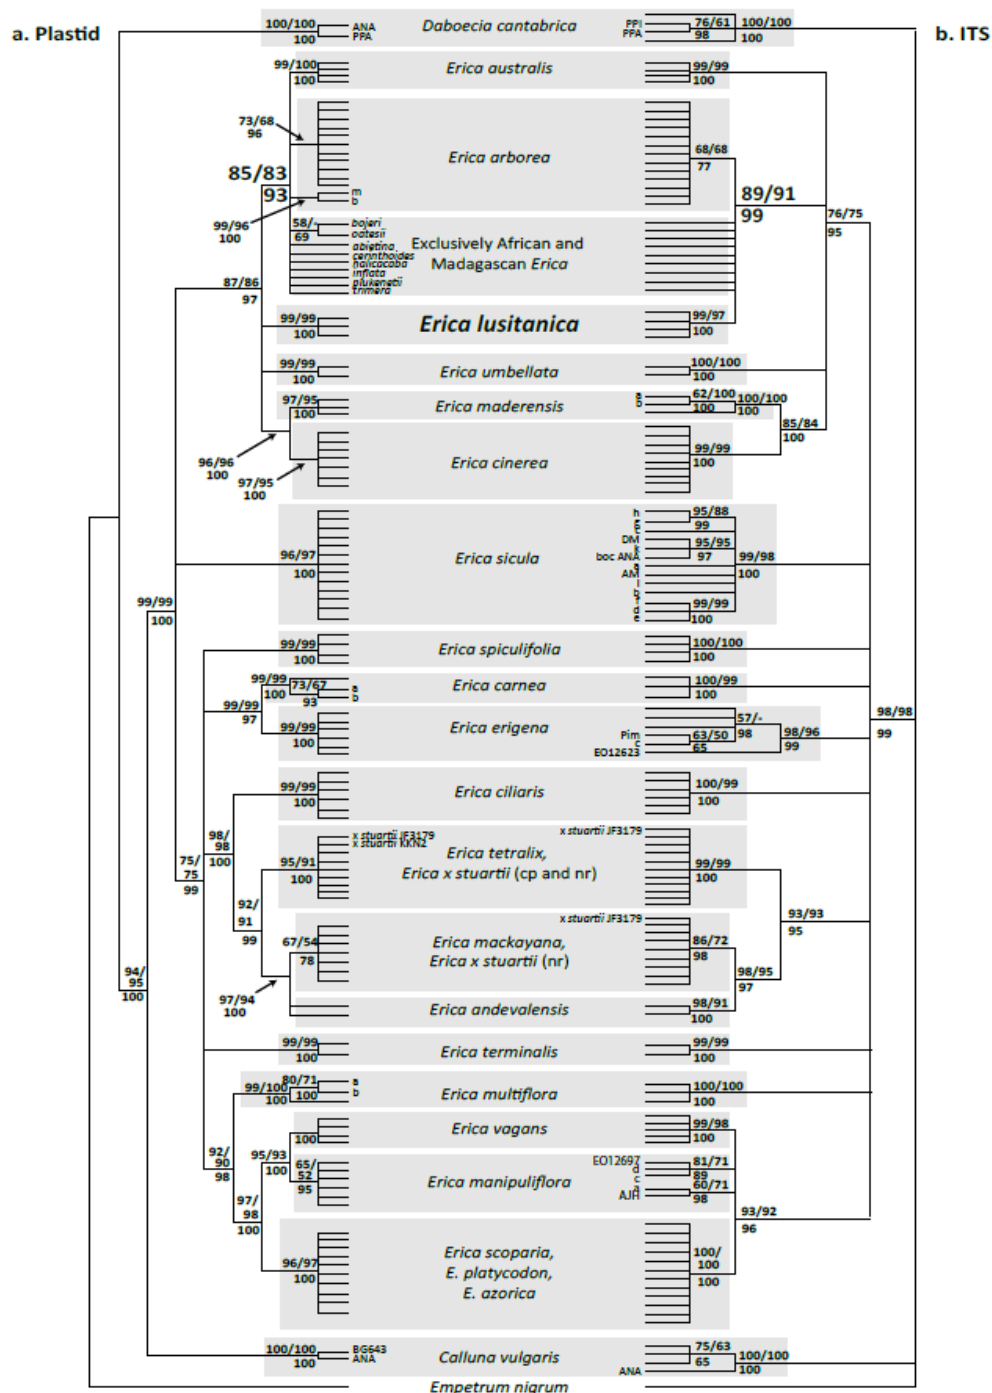 a. Plastid
b. ITS
100/100
100
ANA
PPA
Daboecia cantabrica
PPI
PPA
76/61
98
100/100
100
99/100
100
Erica australis
99/99
100
73/68
96
Erica arborea
68/68
77
85/83
93
m
b
89/91
99
99/96
100
76/75
95
58/-
69
bojeri
oatesii
abietina
cerinthoides
halicacaba
inflata
plukenetii
trimera
Exclusively African and
Madagascan Erica
87/86
97
99/99
100
Erica lusitanica
99/97
100
99/99
100
Erica umbellata
100/100
100
97/95
100
Erica maderensis
a
b
62/100
100
100/100
100
85/84
100
96/96
100
97/95
100
Erica cinerea
99/99
100
96/97
100
Erica sicula
h
g
c
DM
k
boc ANA
a
AM
l
b
f
d
e
95/88
99
95/95
97
99/98
100
99/99
100
99/99
100
99/99
100
Erica spiculifolia
100/100
100
99/99
100
73/67
93
a
b
Erica carnea
100/99
100
99/99
97
99/99
100
Erica erigena
Pim
c
EO12623
57/-
98
63/50
65
98/96
99
98/98
99
99/99
100
Erica ciliaris
100/99
100
98/
98
100
75/
75
99
x stuartii JF3179
x stuartii KKN2
95/91
100
Erica tetralix,
Erica x stuartii (cp and nr)
x stuartii JF3179
99/99
100
92/
91
99
93/93
95
67/54
78
Erica mackayana,
Erica x stuartii (nr)
x stuartii JF3179
86/72
98
98/95
97
94/
95
100
97/94
100
Erica andevalensis
98/91
100
99/99
100
Erica terminalis
99/99
100
99/100
100
80/71
100
a
b
Erica multiflora
100/100
100
100
Erica vagans
99/98
100
92/
90
98
95/93
100
65/
52
95
Erica manipuliflora
EO12697
d
c
a
AJH
81/71
89
60/71
98
93/92
96
97/
98
100
96/97
100
Erica scoparia,
E. platycodon,
E. azorica
100/
100
100
100/100
100
BG643
ANA
Calluna vulgaris
ANA
75/63
65
100/100
100
Empetrum nigrum